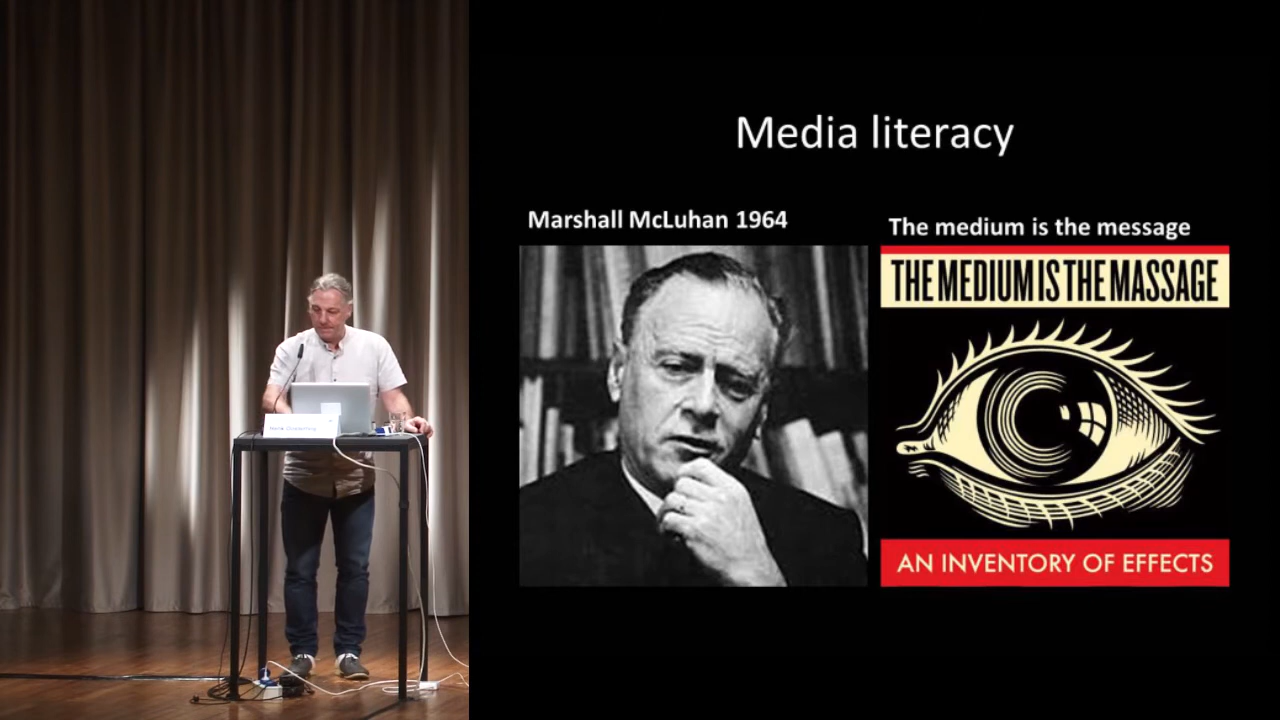 Media literacy
Marshall McLuhan 1964
The medium is the message
THE MEDIUM IS THE MASSAGE
AN INVENTORY OF EFFECTS